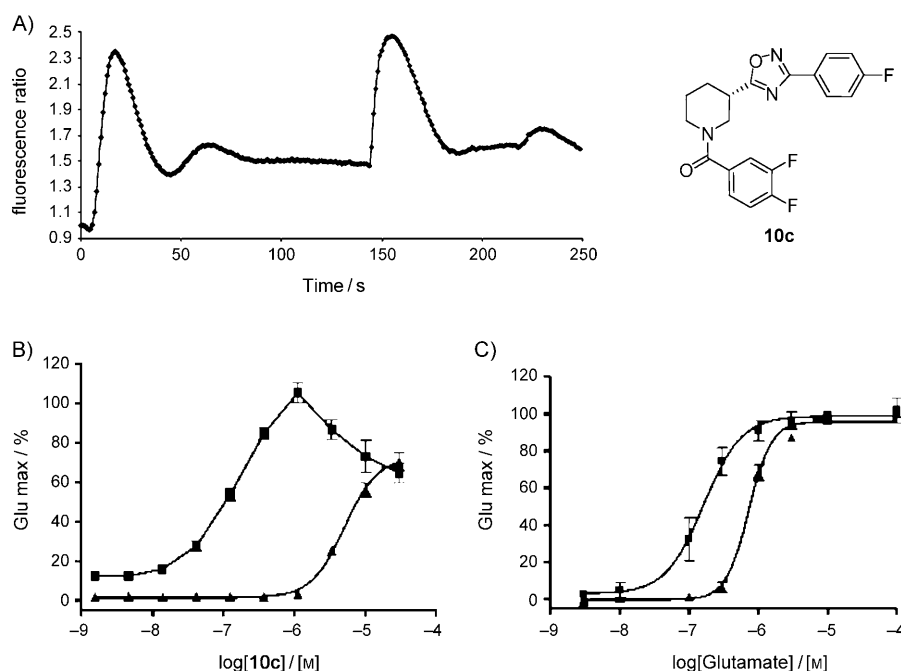 A)
fluorescence ratio
2.5
2.3
2.1
1.9
1.7
1.5
1.3
1.1
0.9
0
50
100
150
200
250
Time / s
O
N
N
F
N
O
F
F
10c
B)
Glu max / %
120
100
80
60
40
20
0
–9
–8
–7
–6
–5
–4
log[10c] / [M]
C)
Glu max / %
120
100
80
60
40
20
0
–9
–8
–7
–6
–5
–4
log[Glutamate] / [M]